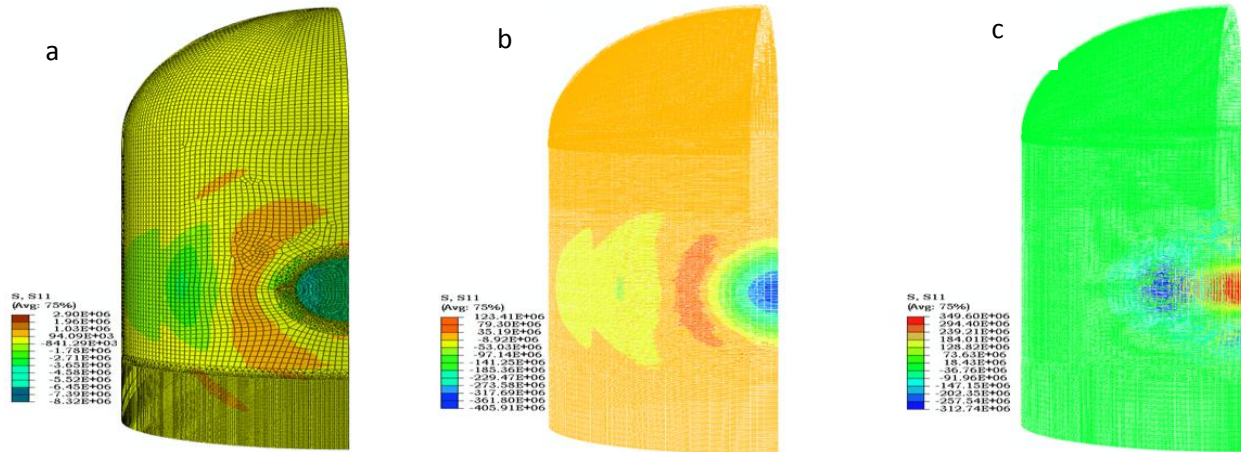 a
S, S11
(Avg: 75%)
2.90E+06
1.96E+06
1.03E+06
94.09E+03
-841.29E+03
-1.78E+06
-2.71E+06
-3.65E+06
-4.58E+06
-5.52E+06
-6.45E+06
-7.39E+06
-8.32E+06
b
S, S11
(Avg: 75%)
123.41E+06
79.30E+06
35.19E+06
-8.92E+06
-53.03E+06
-97.14E+06
-141.25E+06
-185.36E+06
-229.47E+06
-273.58E+06
-317.69E+06
-361.80E+06
-405.91E+06
c
S, S11
(Avg: 75%)
349.60E+06
294.40E+06
239.21E+06
184.01E+06
128.82E+06
73.63E+06
18.43E+06
-36.76E+06
-91.96E+06
-147.15E+06
-202.35E+06
-257.54E+06
-312.74E+06